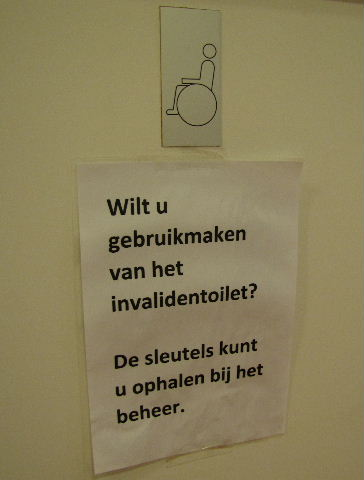 Wilt u
gebruikmaken
van het
invalidentoilet?
De sleutels kunt
u ophalen bij het
beheer.